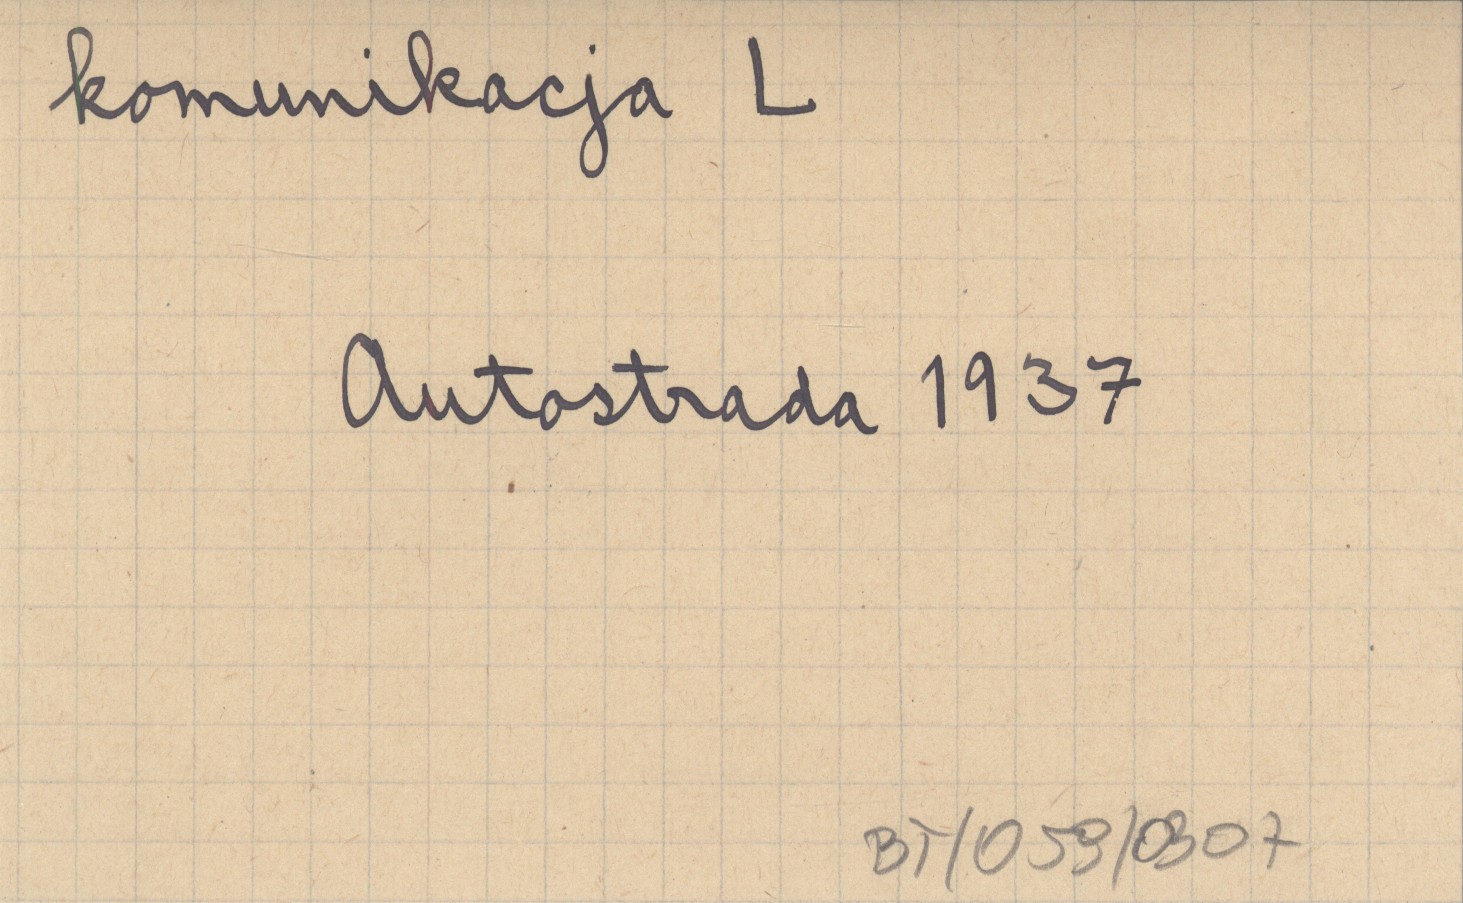 komunikacja L
Autostrada 1937
BT/059/0307